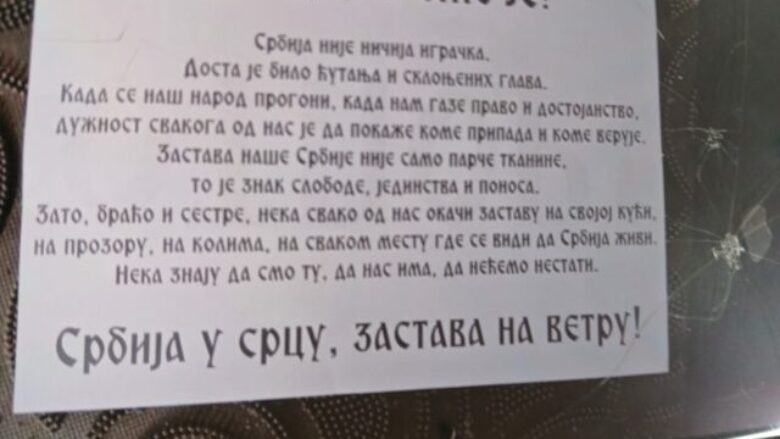 Србија није ничија играчка.
Доста је било ћутања и склоњених глава.
Када се наш народ прогони, када нам газе право и достојанство,
дужност свакога од нас је да покаже коме припада и коме верује.
Застава наше Србије није само парче тканине,
то је знак слободе, јединства и поноса.
Зато, браћо и сестре, нека свако од нас окачи заставу на својој кући,
на прозору, на колима, на сваком месту где се види да Србија живи.
Нека знају да смо ту, да нас има, да нећемо нестати.
Србија у срцу, застава на ветру!